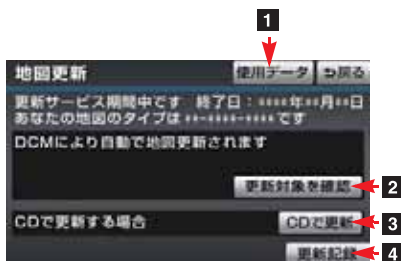 1
地図更新 使用データ 戻る
更新サービス期間中です 終了日：****年**月**日
あなたの地図のタイプは**-****-****です
DCMにより自動で地図更新されます
更新対象を確認 2
CDで更新する場合 CDで更新 3
更新記録 4